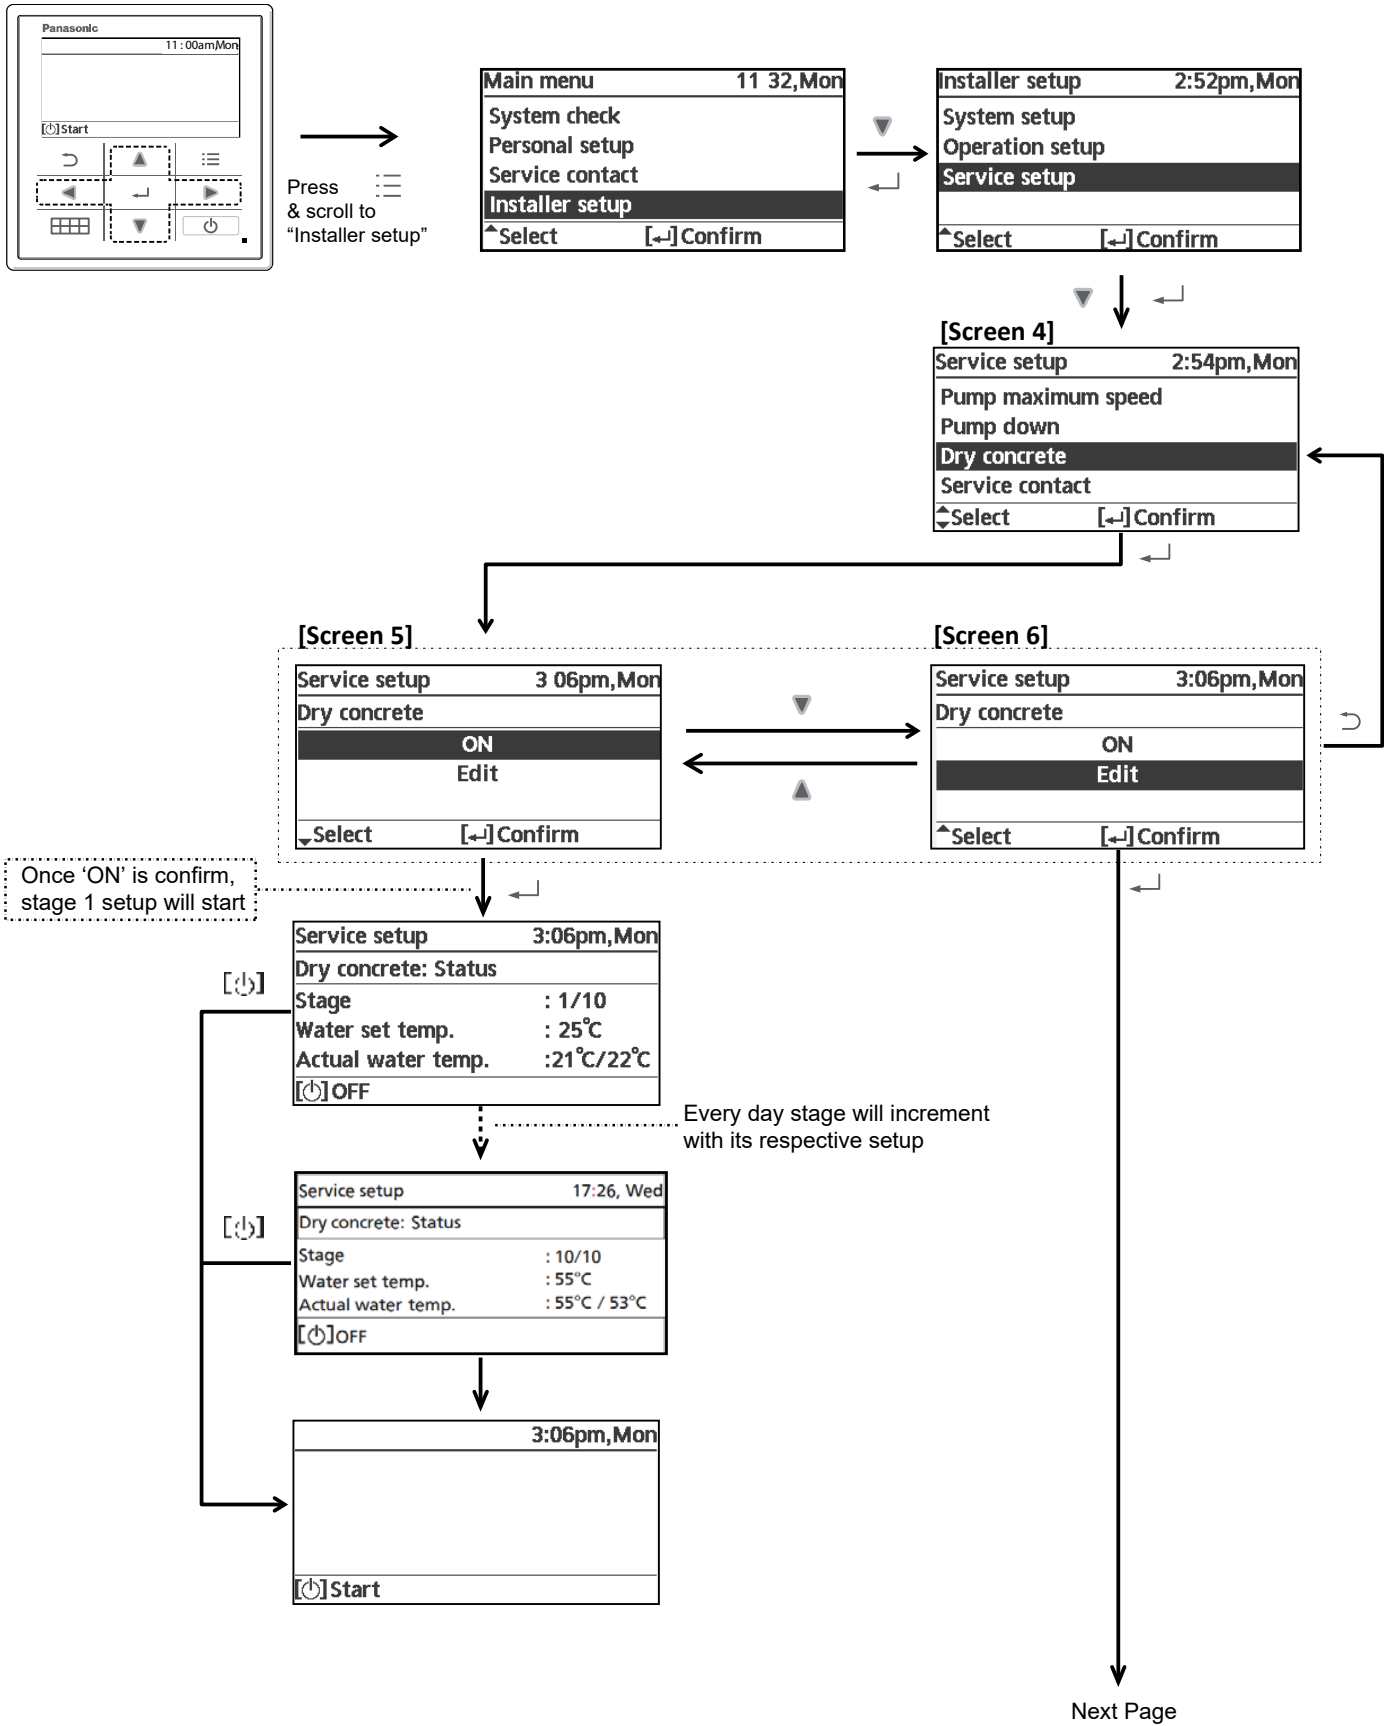 Panasonic
11:00am,Mon
[⏻]Start
Press
& scroll to
“Installer setup”
Main menu 11 32,Mon
System check
Personal setup
Service contact
Installer setup
Select [↵]Confirm
Installer setup 2:52pm,Mon
System setup
Operation setup
Service setup
Select [↵]Confirm
[Screen 4]
Service setup 2:54pm,Mon
Pump maximum speed
Pump down
Dry concrete
Service contact
Select [↵]Confirm
[Screen 5]
Service setup 3 06pm,Mon
Dry concrete
ON
Edit
Select [↵]Confirm
[Screen 6]
Service setup 3:06pm,Mon
Dry concrete
ON
Edit
Select [↵]Confirm
Once ‘ON’ is confirm,
stage 1 setup will start
Service setup 3:06pm,Mon
Dry concrete: Status
Stage : 1/10
Water set temp. : 25°C
Actual water temp. :21°C/22°C
[⏻]OFF
[⏻]
Every day stage will increment
with its respective setup
Service setup 17:26, Wed
Dry concrete: Status
Stage : 10/10
Water set temp. : 55°C
Actual water temp. : 55°C / 53°C
[⏻]OFF
[⏻]
3:06pm,Mon
[⏻]Start
Next Page